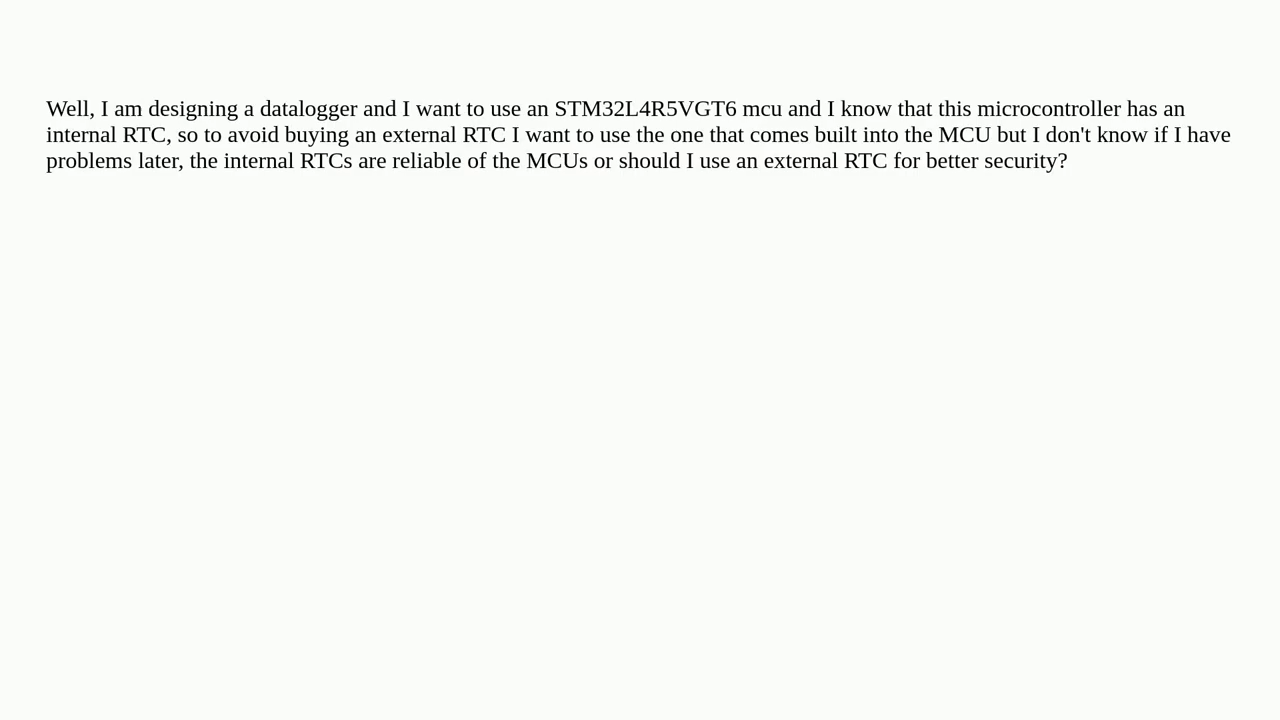 Well, I am designing a datalogger and I want to use an STM32L4R5VGT6 mcu and I know that this microcontroller has an
internal RTC, so to avoid buying an external RTC I want to use the one that comes built into the MCU but I don't know if I have
problems later, the internal RTCs are reliable of the MCUs or should I use an external RTC for better security?